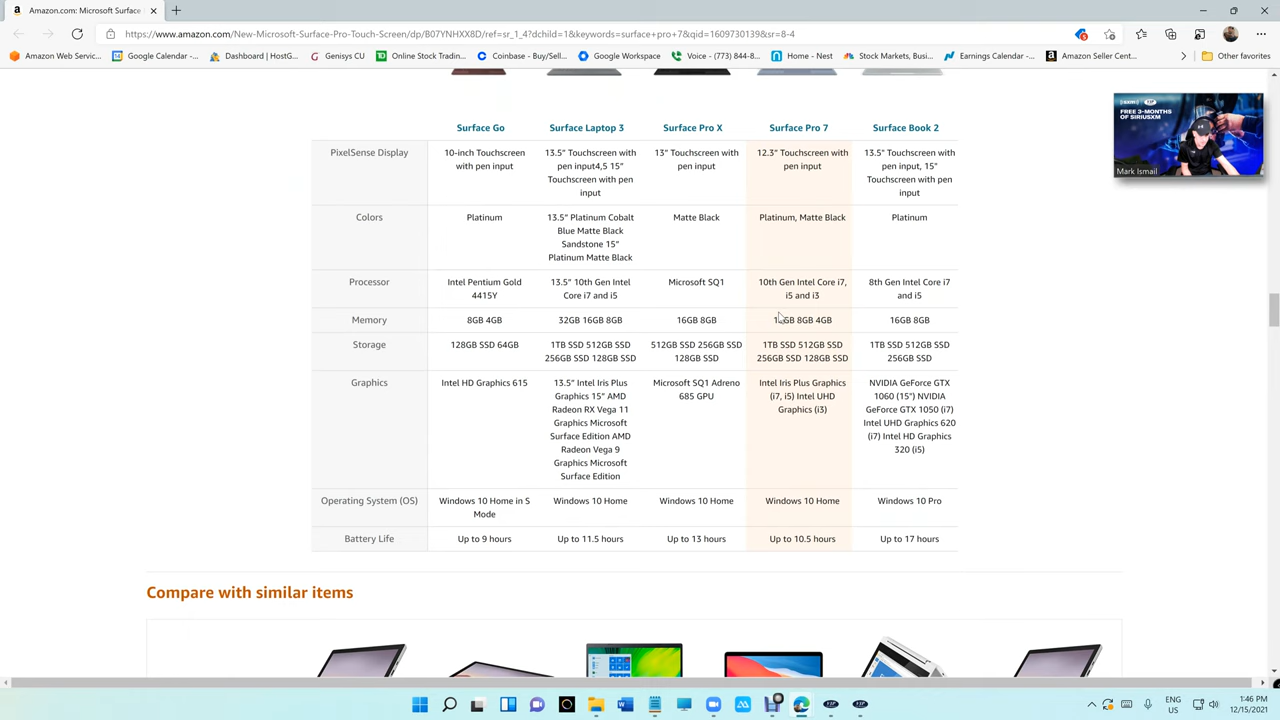 Amazon.com: Microsoft Surface
https://www.amazon.com/New-Microsoft-Surface-Pro-Touch-Screen/dp/B07YNHXX8D/ref=sr_1_4?dchild=1&keywords=surface+pro+7&qid=1609730139&sr=8-4
Amazon Web Servic...
Google Calendar -...
Dashboard | HostG...
Genisys CU
Online Stock Tradin...
Coinbase - Buy/Sell...
Google Workspace
Voice - (773) 844-8...
Home - Nest
Stock Markets, Busi...
Earnings Calendar -...
Amazon Seller Cent...
Other favorites
FREE 3-MONTHS
OF SIRIUSXM
Mark Ismail
Surface Go
Surface Laptop 3
Surface Pro X
Surface Pro 7
Surface Book 2
PixelSense Display
10-inch Touchscreen
with pen input
13.5" Touchscreen with
pen input4,5 15"
Touchscreen with pen
input
13" Touchscreen with
pen input
12.3" Touchscreen with
pen input
13.5" Touchscreen with
pen input, 15"
Touchscreen with pen
input
Colors
Platinum
13.5" Platinum Cobalt
Blue Matte Black
Sandstone 15"
Platinum Matte Black
Matte Black
Platinum, Matte Black
Platinum
Processor
Intel Pentium Gold
4415Y
13.5" 10th Gen Intel
Core i7 and i5
Microsoft SQ1
10th Gen Intel Core i7,
i5 and i3
8th Gen Intel Core i7
and i5
Memory
8GB 4GB
32GB 16GB 8GB
16GB 8GB
8GB 4GB
16GB 8GB
Storage
128GB SSD 64GB
1TB SSD 512GB SSD
256GB SSD 128GB SSD
512GB SSD 256GB SSD
128GB SSD
1TB SSD 512GB SSD
256GB SSD 128GB SSD
1TB SSD 512GB SSD
256GB SSD
Graphics
Intel HD Graphics 615
13.5" Intel Iris Plus
Graphics 15" AMD
Radeon RX Vega 11
Graphics Microsoft
Surface Edition AMD
Radeon Vega 9
Graphics Microsoft
Surface Edition
Microsoft SQ1 Adreno
685 GPU
Intel Iris Plus Graphics
(i7, i5) Intel UHD
Graphics (i3)
NVIDIA GeForce GTX
1060 (15") NVIDIA
GeForce GTX 1050 (i7)
Intel UHD Graphics 620
(i7) Intel HD Graphics
320 (i5)
Operating System (OS)
Windows 10 Home in S
Mode
Windows 10 Home
Windows 10 Home
Windows 10 Home
Windows 10 Pro
Battery Life
Up to 9 hours
Up to 11.5 hours
Up to 13 hours
Up to 10.5 hours
Up to 17 hours
Compare with similar items
ENG
US
1:46 PM
12/15/2021